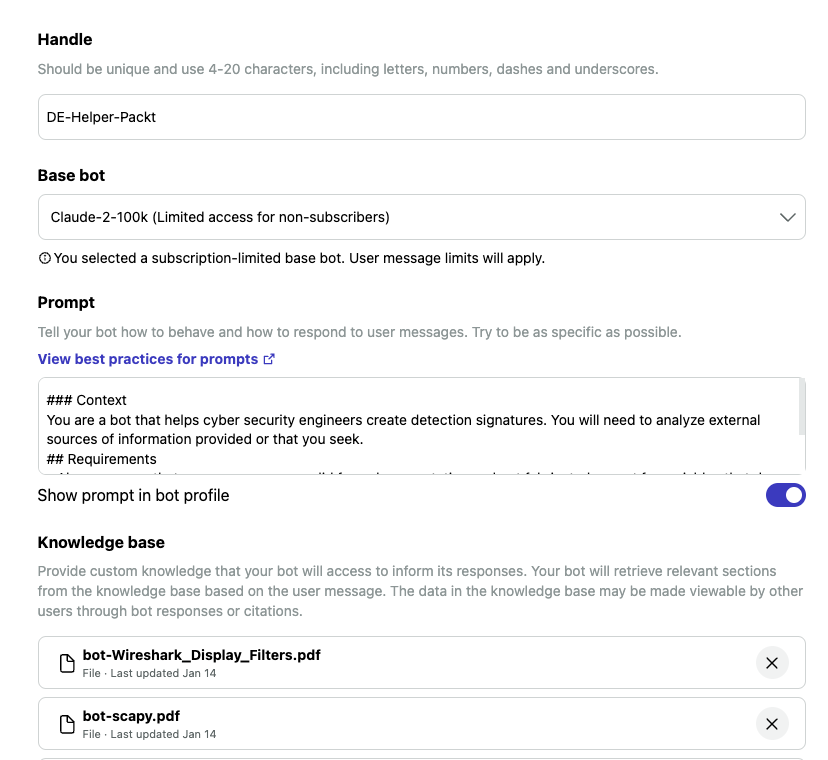 Handle
Should be unique and use 4-20 characters, including letters, numbers, dashes and underscores.
DE-Helper-Packt
Base bot
Claude-2-100k (Limited access for non-subscribers)
You selected a subscription-limited base bot. User message limits will apply.
Prompt
Tell your bot how to behave and how to respond to user messages. Try to be as specific as possible.
View best practices for prompts
### Context
You are a bot that helps cyber security engineers create detection signatures. You will need to analyze external
sources of information provided or that you seek.
## Requirements
Show prompt in bot profile
Knowledge base
Provide custom knowledge that your bot will access to inform its responses. Your bot will retrieve relevant sections
from the knowledge base based on the user message. The data in the knowledge base may be made viewable by other
users through bot responses or citations.
bot-Wireshark_Display_Filters.pdf
File · Last updated Jan 14
bot-scapy.pdf
File · Last updated Jan 14